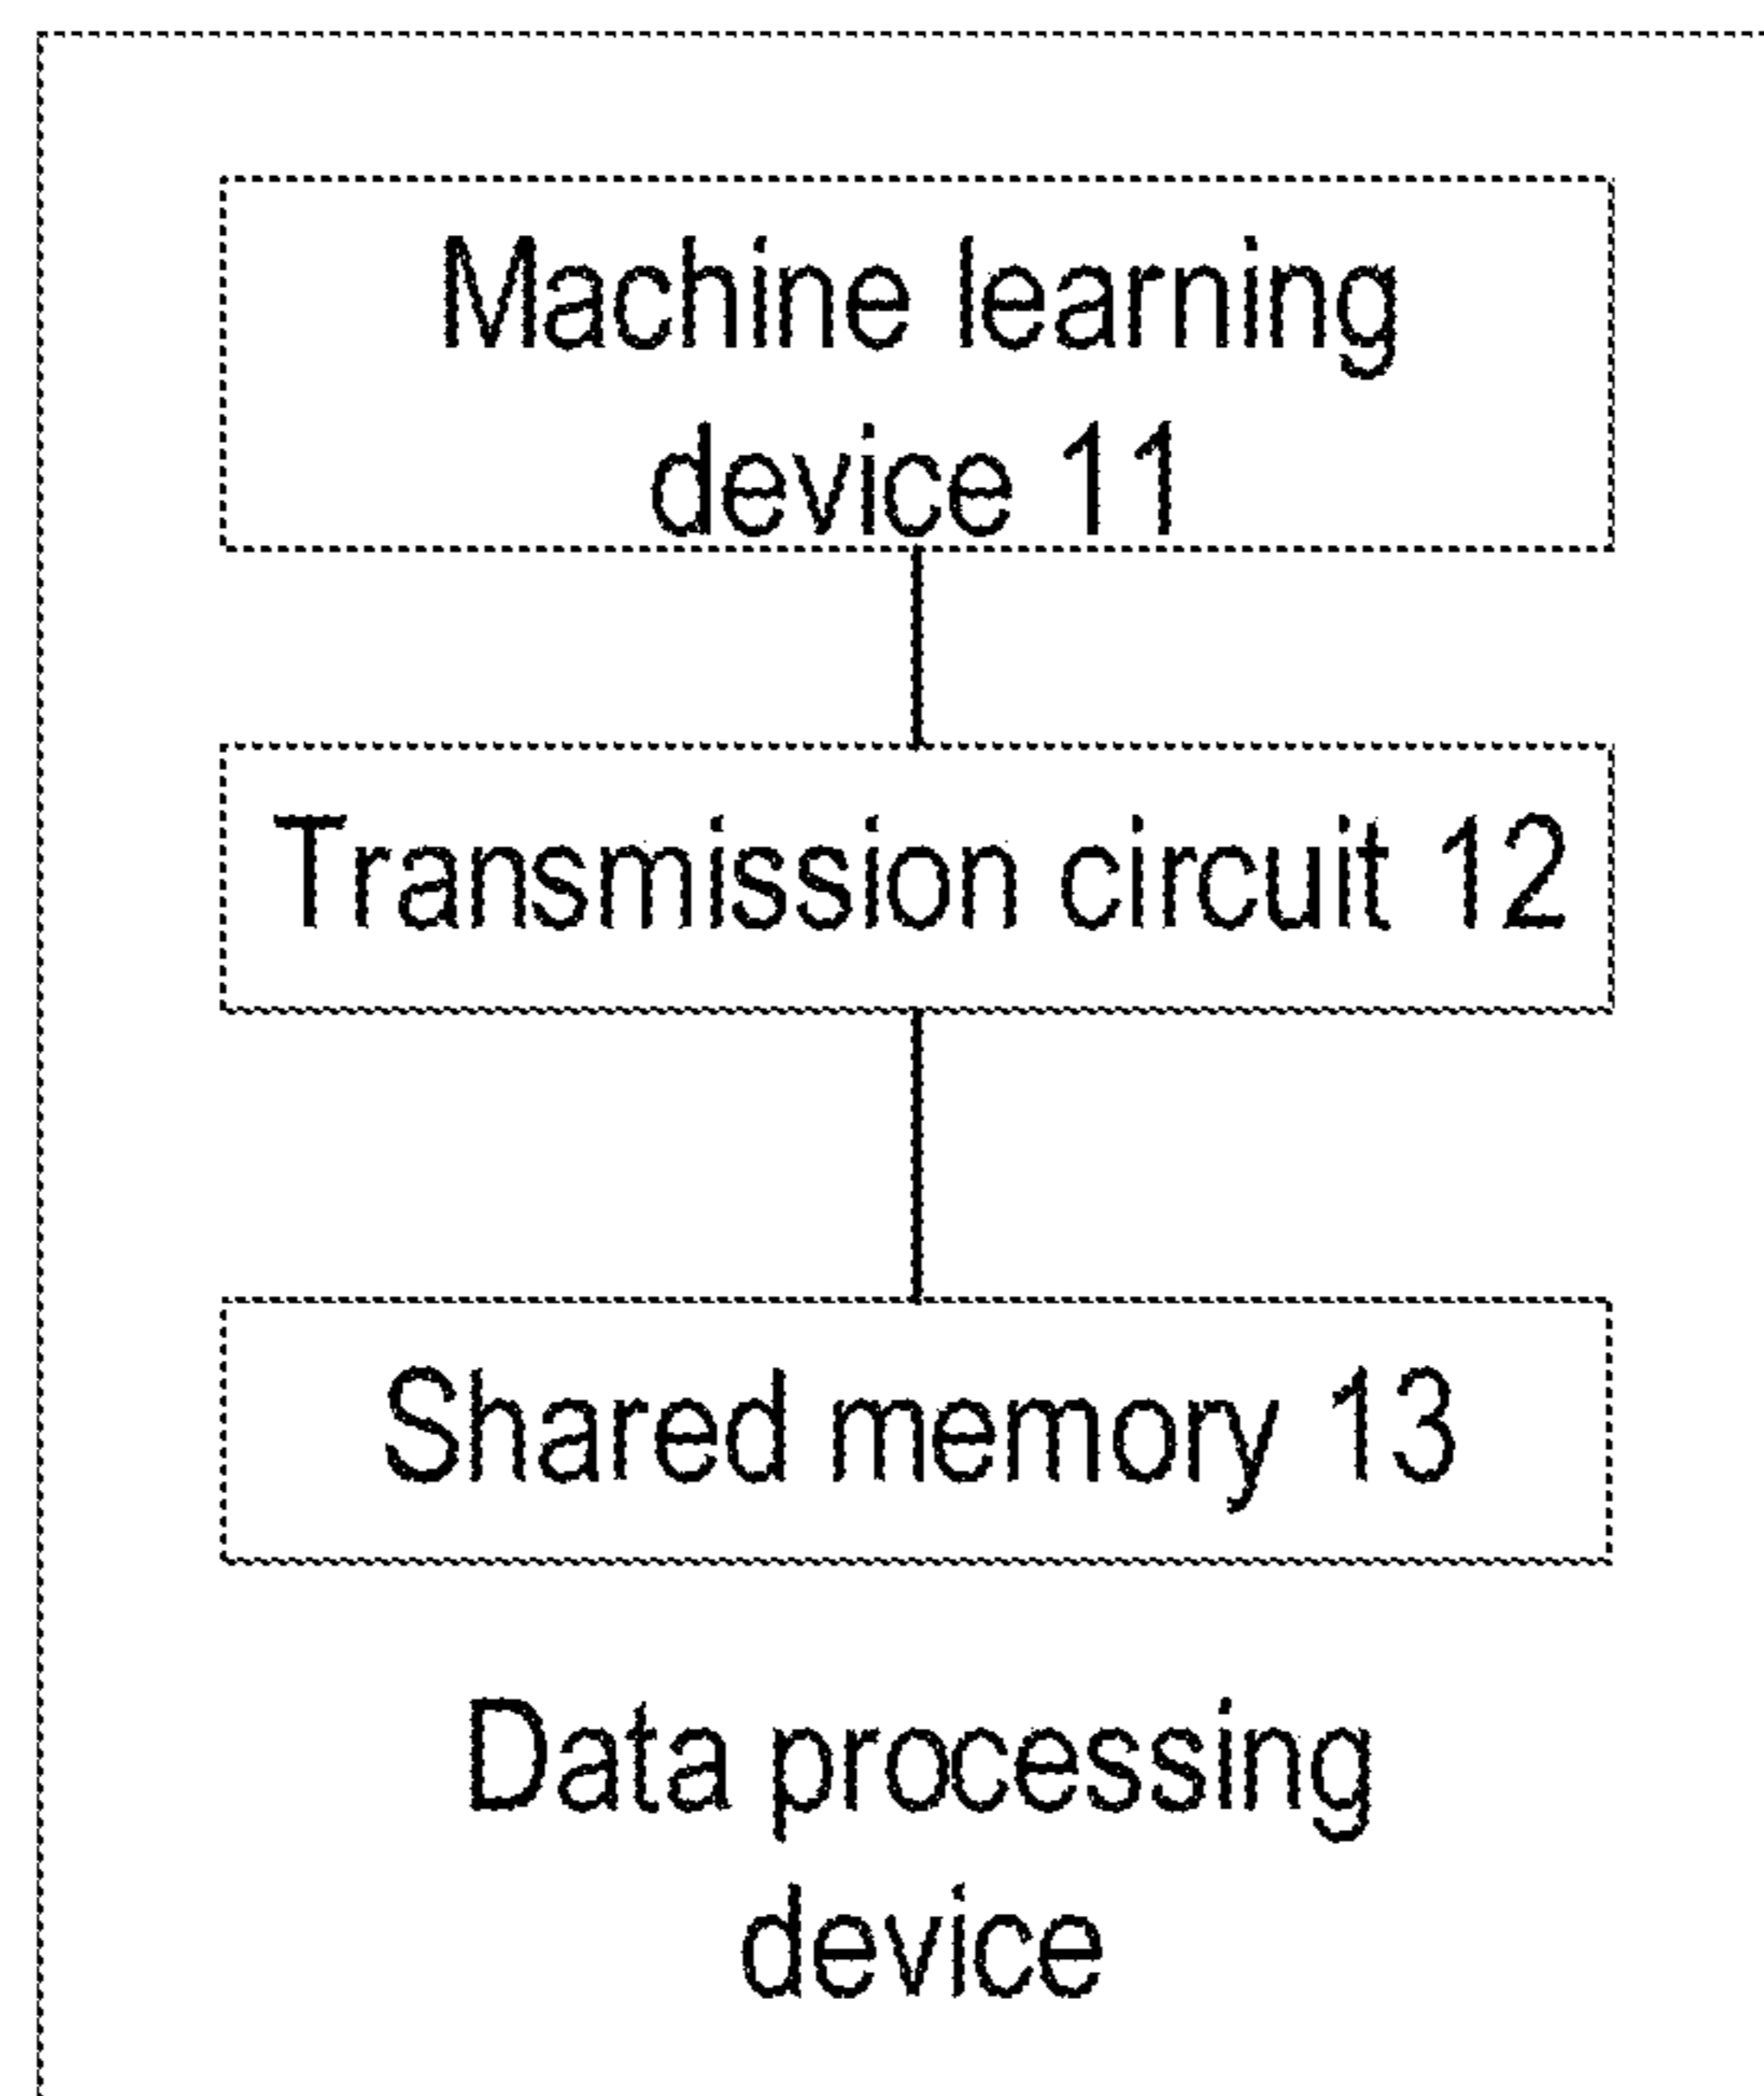 Machine learning
device 11
Transmission circuit 12
Shared memory 13
Data processing
device